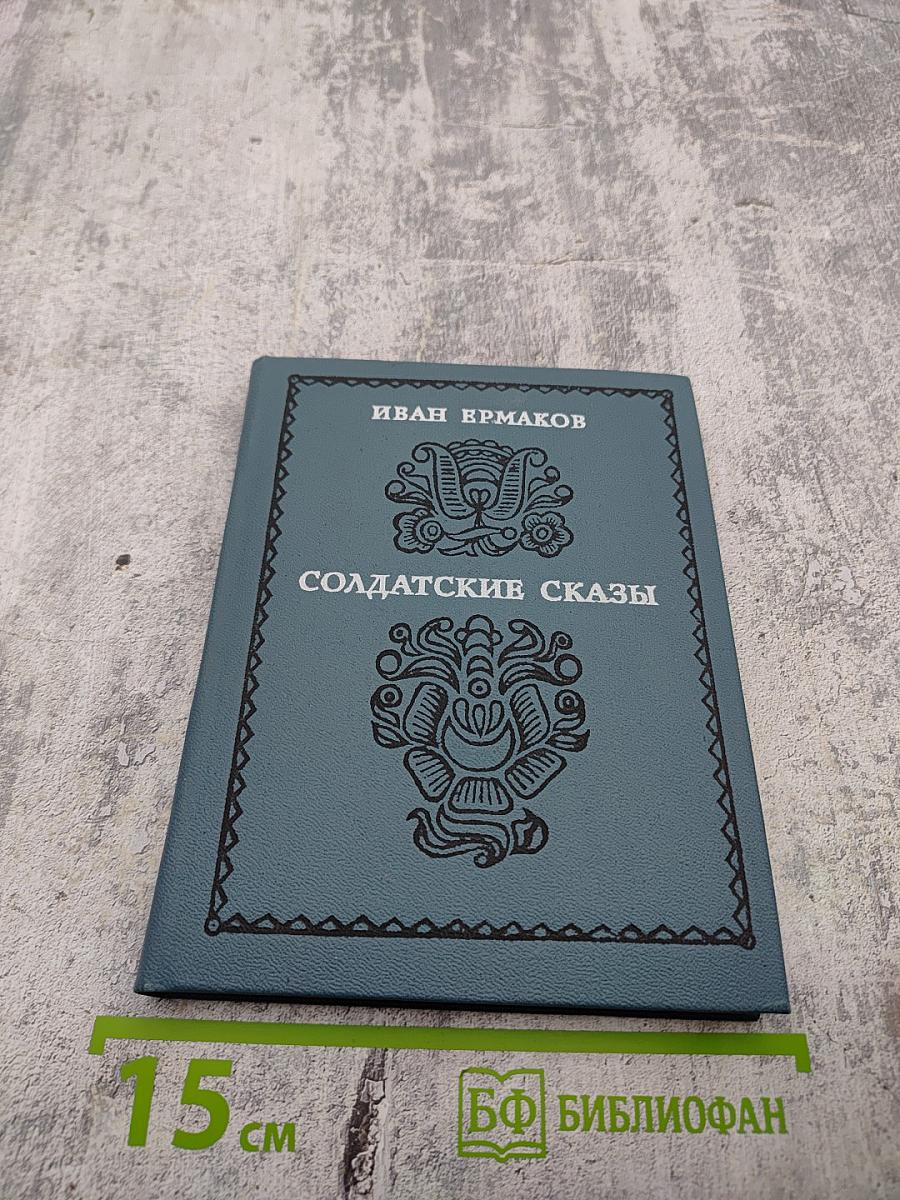 ИВАН ЕРМАКОВ
СОЛДАТСКИЕ СКАЗЫ
15 см
БФ БИБЛИОФАН